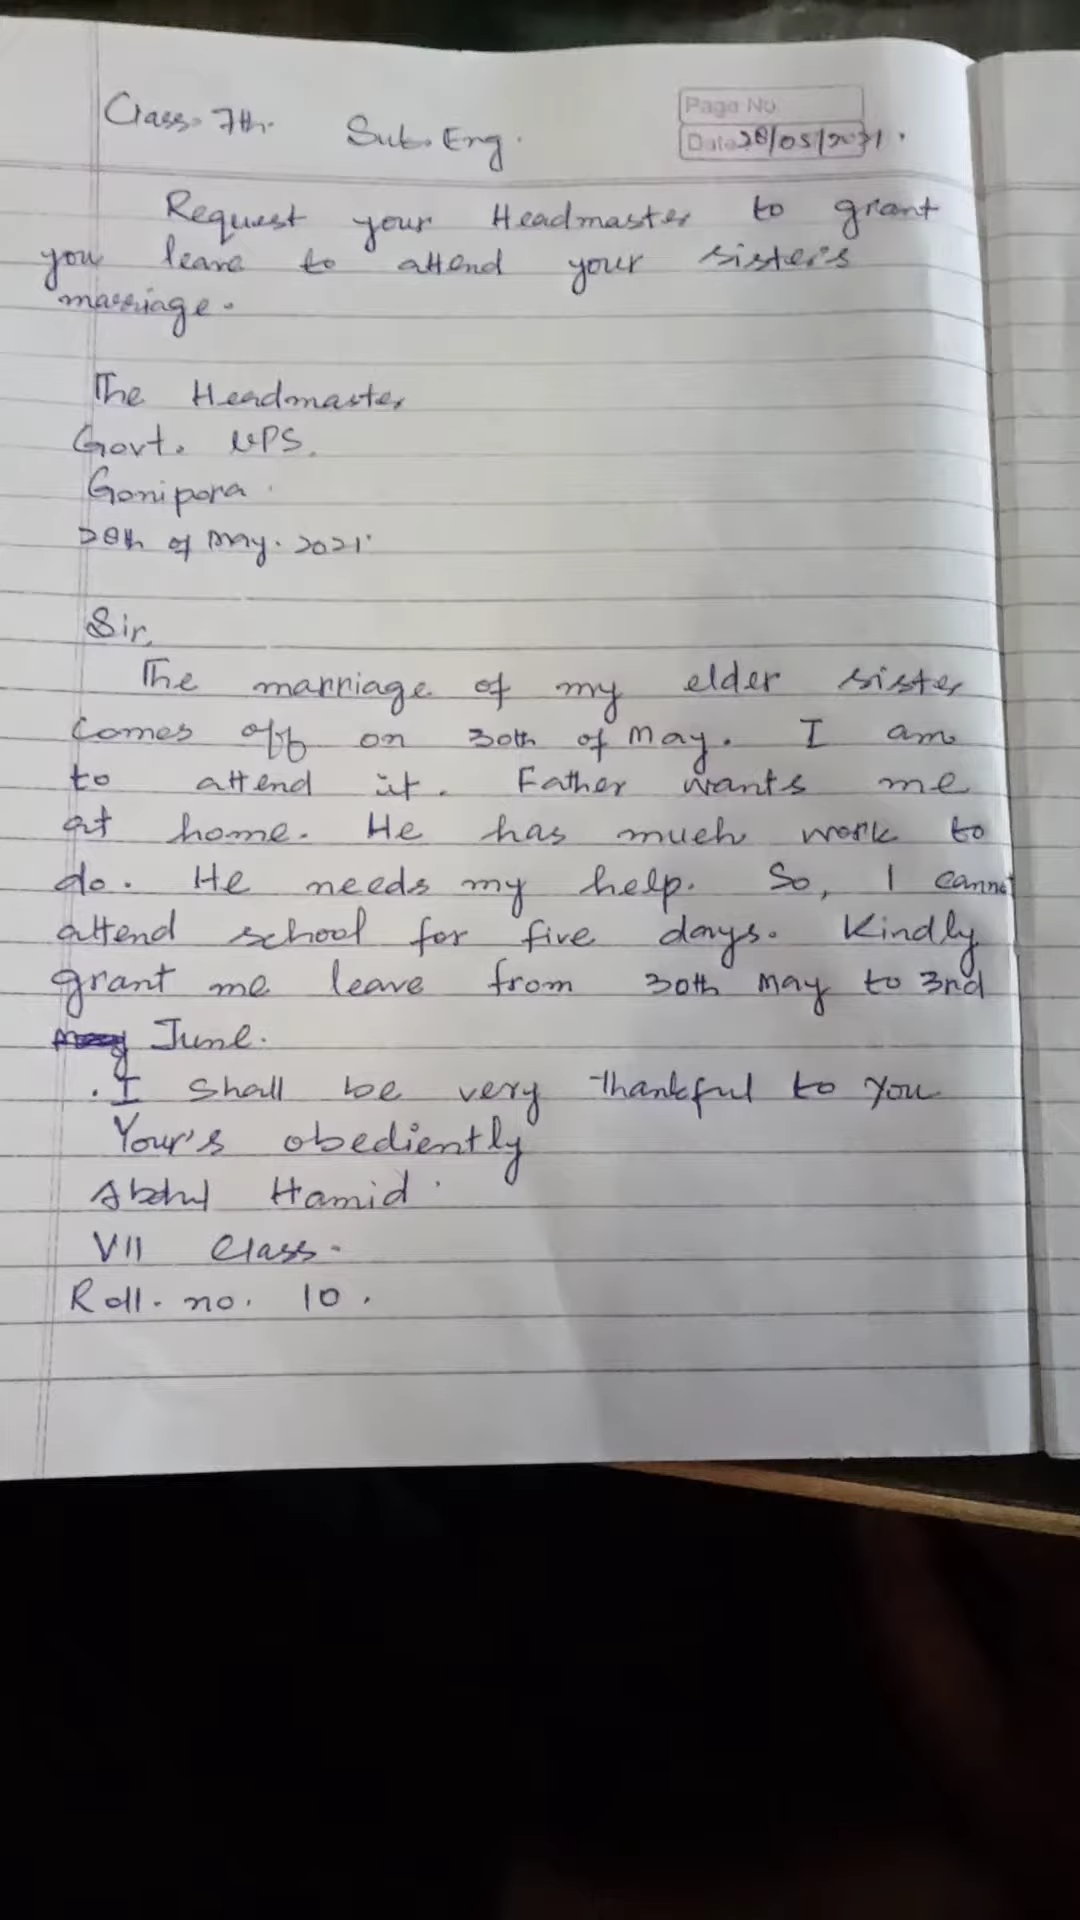 Class. 7th. Sub. Eng.
Page No
Date 28/05/2021.
Request your Headmaster to grant
you leave to attend your sister's
marriage.
The Headmaster
Govt. UPS.
Gonipora.
28th of May. 2021
Sir,
The marriage of my elder sister
comes off on 30th of May. I am
to attend it. Father wants me
at home. He has much work to
do. He needs my help. So, I cannot
attend school for five days. Kindly
grant me leave from 30th May to 3rd
June.
I shall be very thankful to you
Your's obediently
Abdul Hamid.
VII Class.
Roll. no. 10.